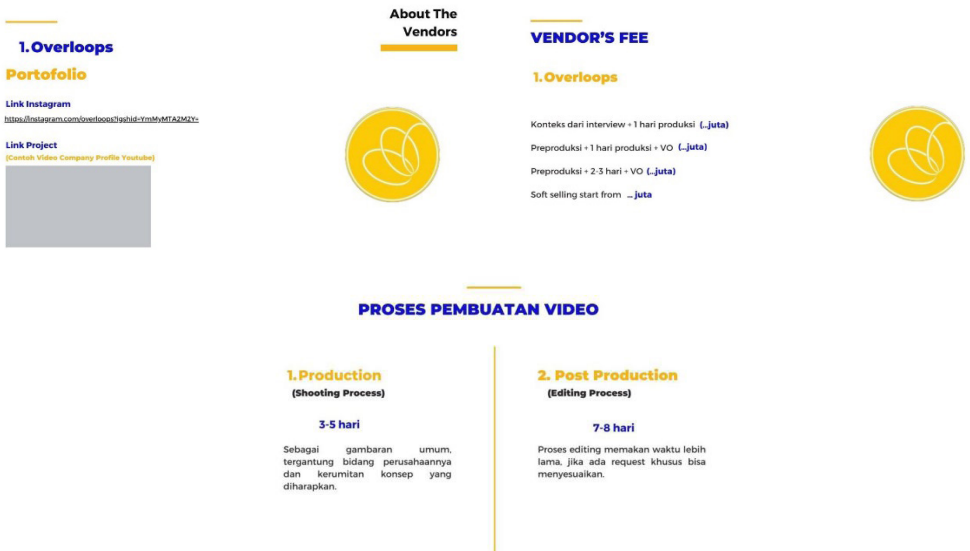 1. Overloops
Portofolio
Link Instagram
https://instagram.com/overloops?igshid=YmMyMTA2M2Y=
Link Project
(Contoh Video Company Profile Youtube)
About The
Vendors
VENDOR'S FEE
1. Overloops
Konteks dari interview + 1 hari produksi (...juta)
Preproduksi + 1 hari produksi + VO (...juta)
Preproduksi + 2-3 hari + VO (...juta)
Soft selling start from ... juta
PROSES PEMBUATAN VIDEO
1. Production
(Shooting Process)
3-5 hari
Sebagai gambaran umum,
tergantung bidang perusahaannya
dan kerumitan konsep yang
diharapkan.
2. Post Production
(Editing Process)
7-8 hari
Proses editing memakan waktu lebih
lama, jika ada request khusus bisa
menyesuaikan.